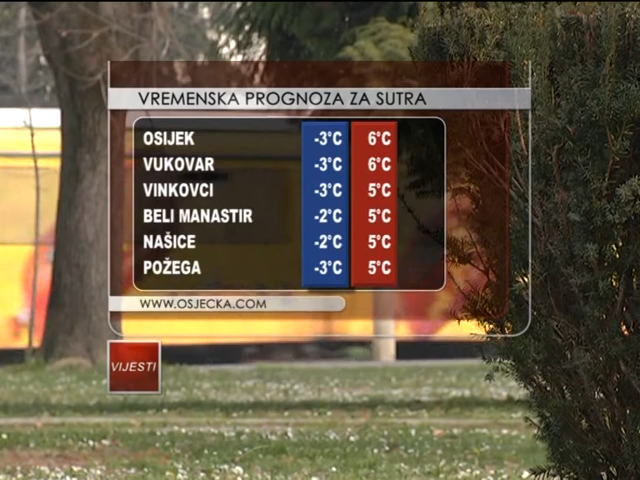 VREMENSKA PROGNOZA ZA SUTRA
OSIJEK -3°C 6°C
VUKOVAR -3°C 6°C
VINKOVCI -3°C 5°C
BELI MANASTIR -2°C 5°C
NAŠICE -2°C 5°C
POŽEGA -3°C 5°C
WWW.OSJECKA.COM
VIJESTI